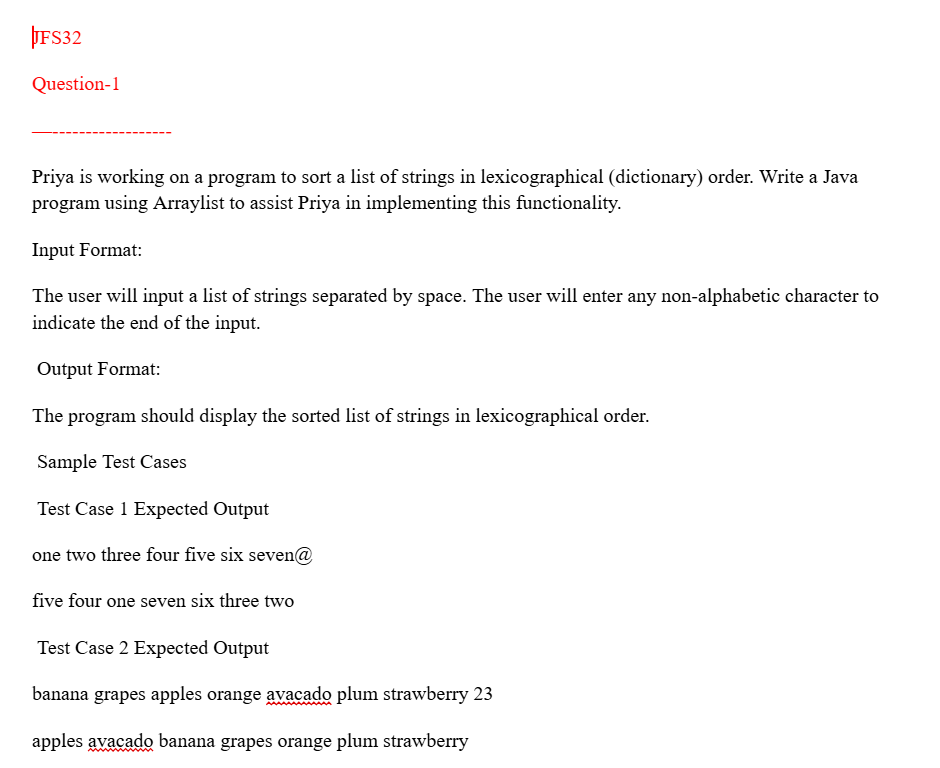 JFS32
Question-1
—-------------------
Priya is working on a program to sort a list of strings in lexicographical (dictionary) order. Write a Java
program using Arraylist to assist Priya in implementing this functionality.
Input Format:
The user will input a list of strings separated by space. The user will enter any non-alphabetic character to
indicate the end of the input.
Output Format:
The program should display the sorted list of strings in lexicographical order.
Sample Test Cases
Test Case 1 Expected Output
one two three four five six seven@
five four one seven six three two
Test Case 2 Expected Output
banana grapes apples orange avacado plum strawberry 23
apples avacado banana grapes orange plum strawberry